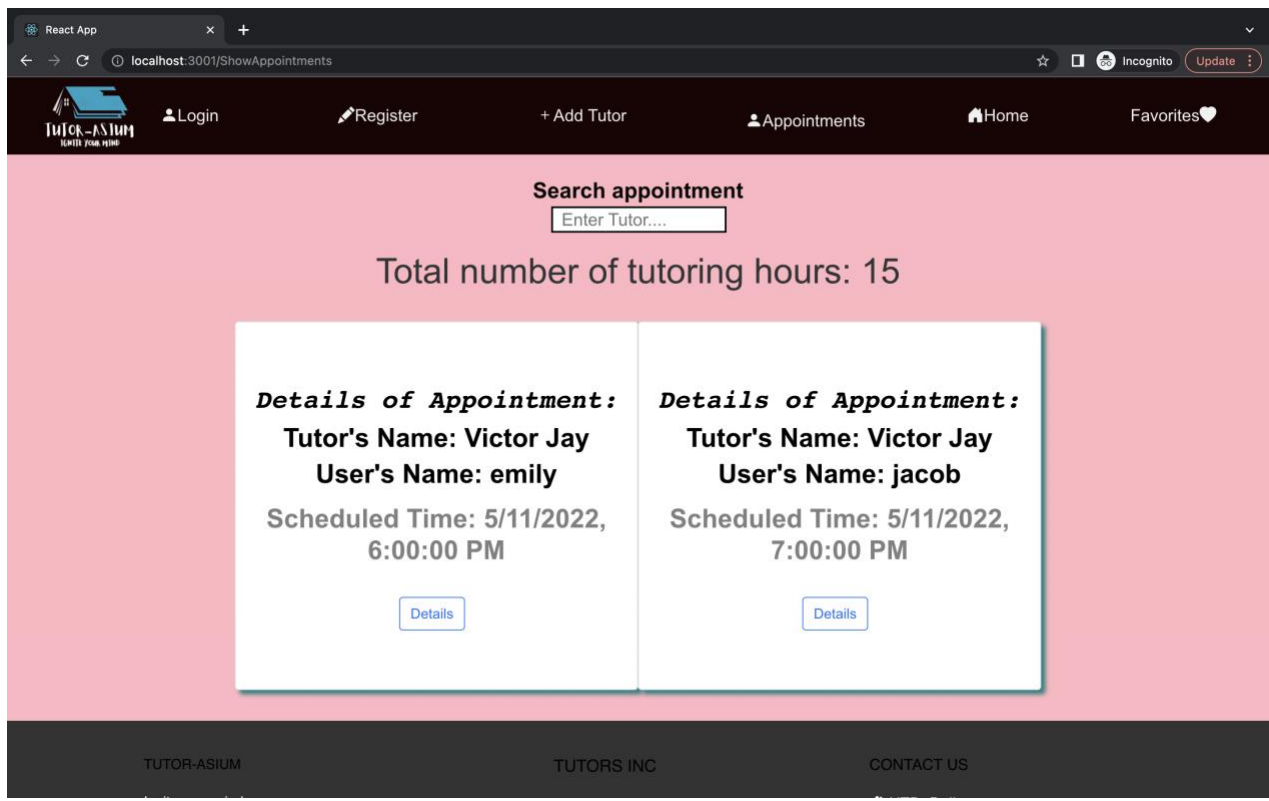 React App
localhost:3001/ShowAppointments
Incognito
Update
TUTOR-ASIUM
IGNITE YOUR MIND
Login
Register
+ Add Tutor
Appointments
Home
Favorites
Search appointment
Enter Tutor....
Total number of tutoring hours: 15
Details of Appointment:
Tutor's Name: Victor Jay
User's Name: emily
Scheduled Time: 5/11/2022,
6:00:00 PM
Details
Details of Appointment:
Tutor's Name: Victor Jay
User's Name: jacob
Scheduled Time: 5/11/2022,
7:00:00 PM
Details
TUTOR-ASIUM
TUTORS INC
CONTACT US